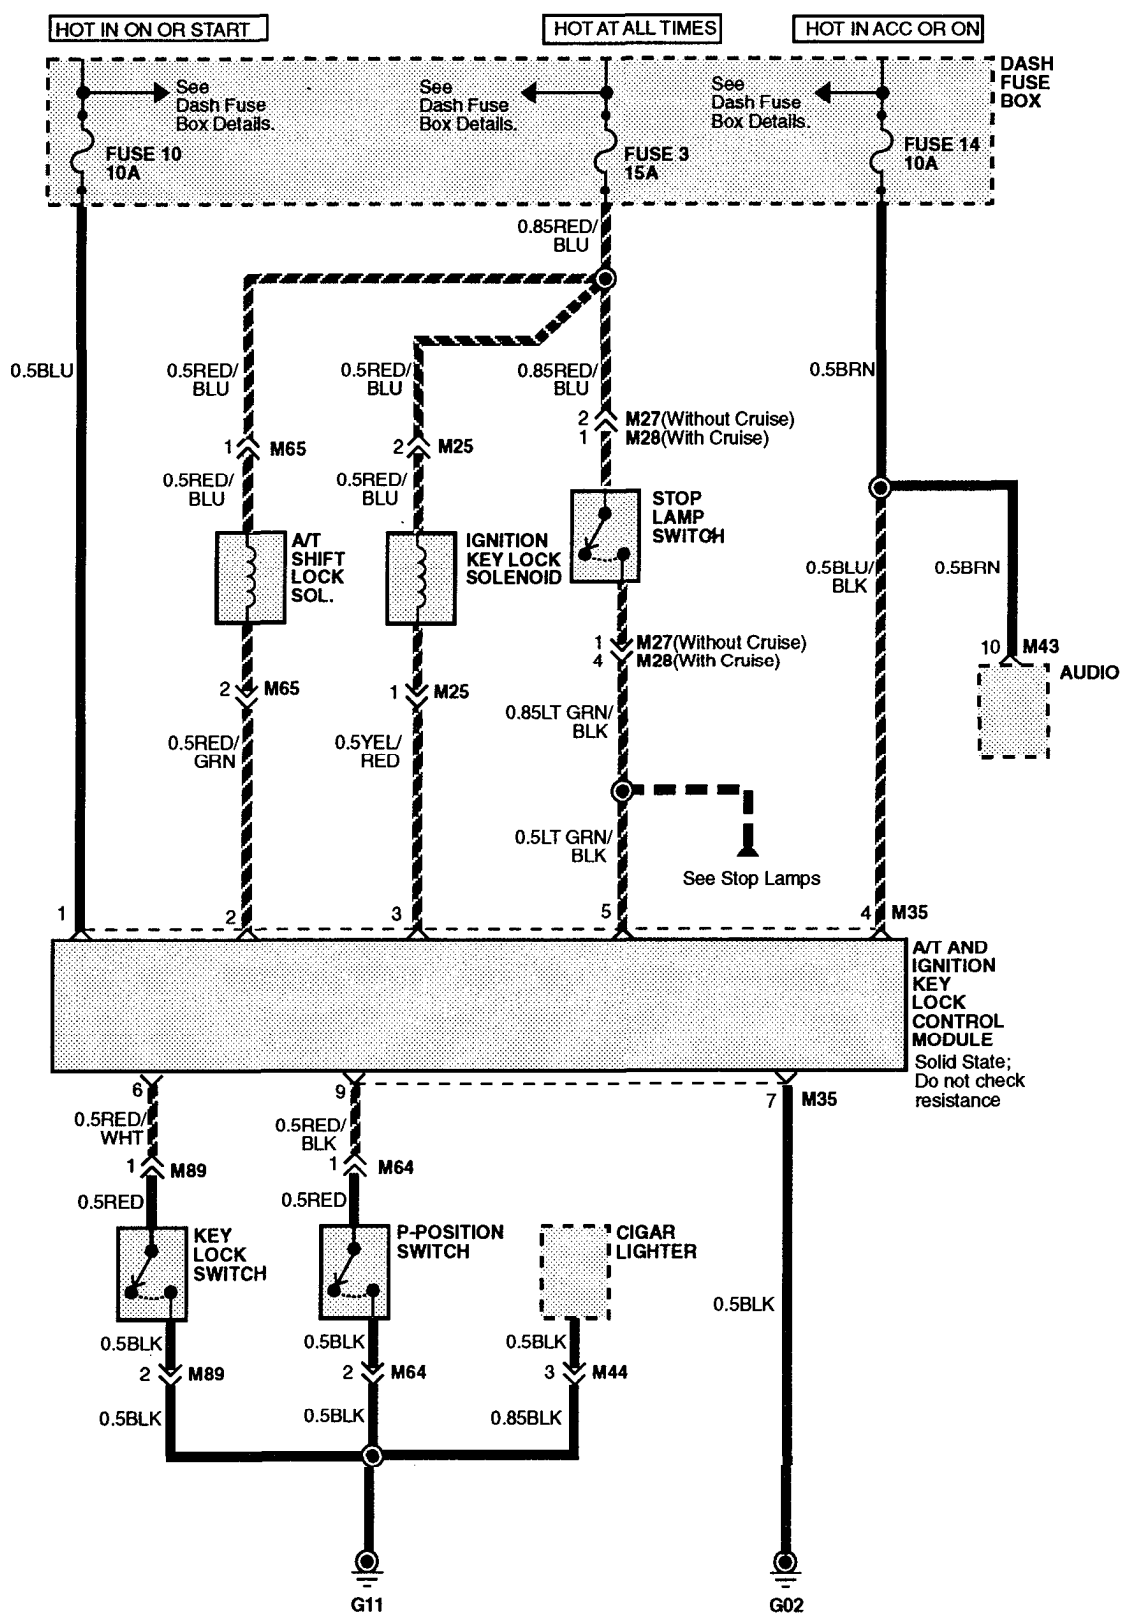 HOT IN ON OR START
HOT AT ALL TIMES
HOT IN ACC OR ON
DASH
FUSE
BOX
See
Dash Fuse
Box Details.
See
Dash Fuse
Box Details.
See
Dash Fuse
Box Details.
FUSE 10
10A
FUSE 3
15A
FUSE 14
10A
0.85RED/
BLU
0.5BLU
0.5RED/
BLU
0.5RED/
BLU
0.85RED/
BLU
0.5BRN
1 M65
2 M25
2 M27(Without Cruise)
1 M28(With Cruise)
0.5RED/
BLU
0.5RED/
BLU
A/T
SHIFT
LOCK
SOL.
IGNITION
KEY LOCK
SOLENOID
STOP
LAMP
SWITCH
0.5BLU/
BLK
0.5BRN
1 M27(Without Cruise)
4 M28(With Cruise)
10 M43
AUDIO
2 M65
1 M25
0.5RED/
GRN
0.5YEL/
RED
0.85LT GRN/
BLK
0.5LT GRN/
BLK
See Stop Lamps
1 2 3 5 4 M35
A/T AND
IGNITION
KEY
LOCK
CONTROL
MODULE
Solid State;
Do not check
resistance
6 9 7 M35
0.5RED/
WHT
0.5RED/
BLK
1 M89
1 M64
0.5RED
0.5RED
KEY
LOCK
SWITCH
P-POSITION
SWITCH
CIGAR
LIGHTER
0.5BLK
0.5BLK
0.5BLK
0.5BLK
2 M89
2 M64
3 M44
0.5BLK
0.5BLK
0.85BLK
G11
G02